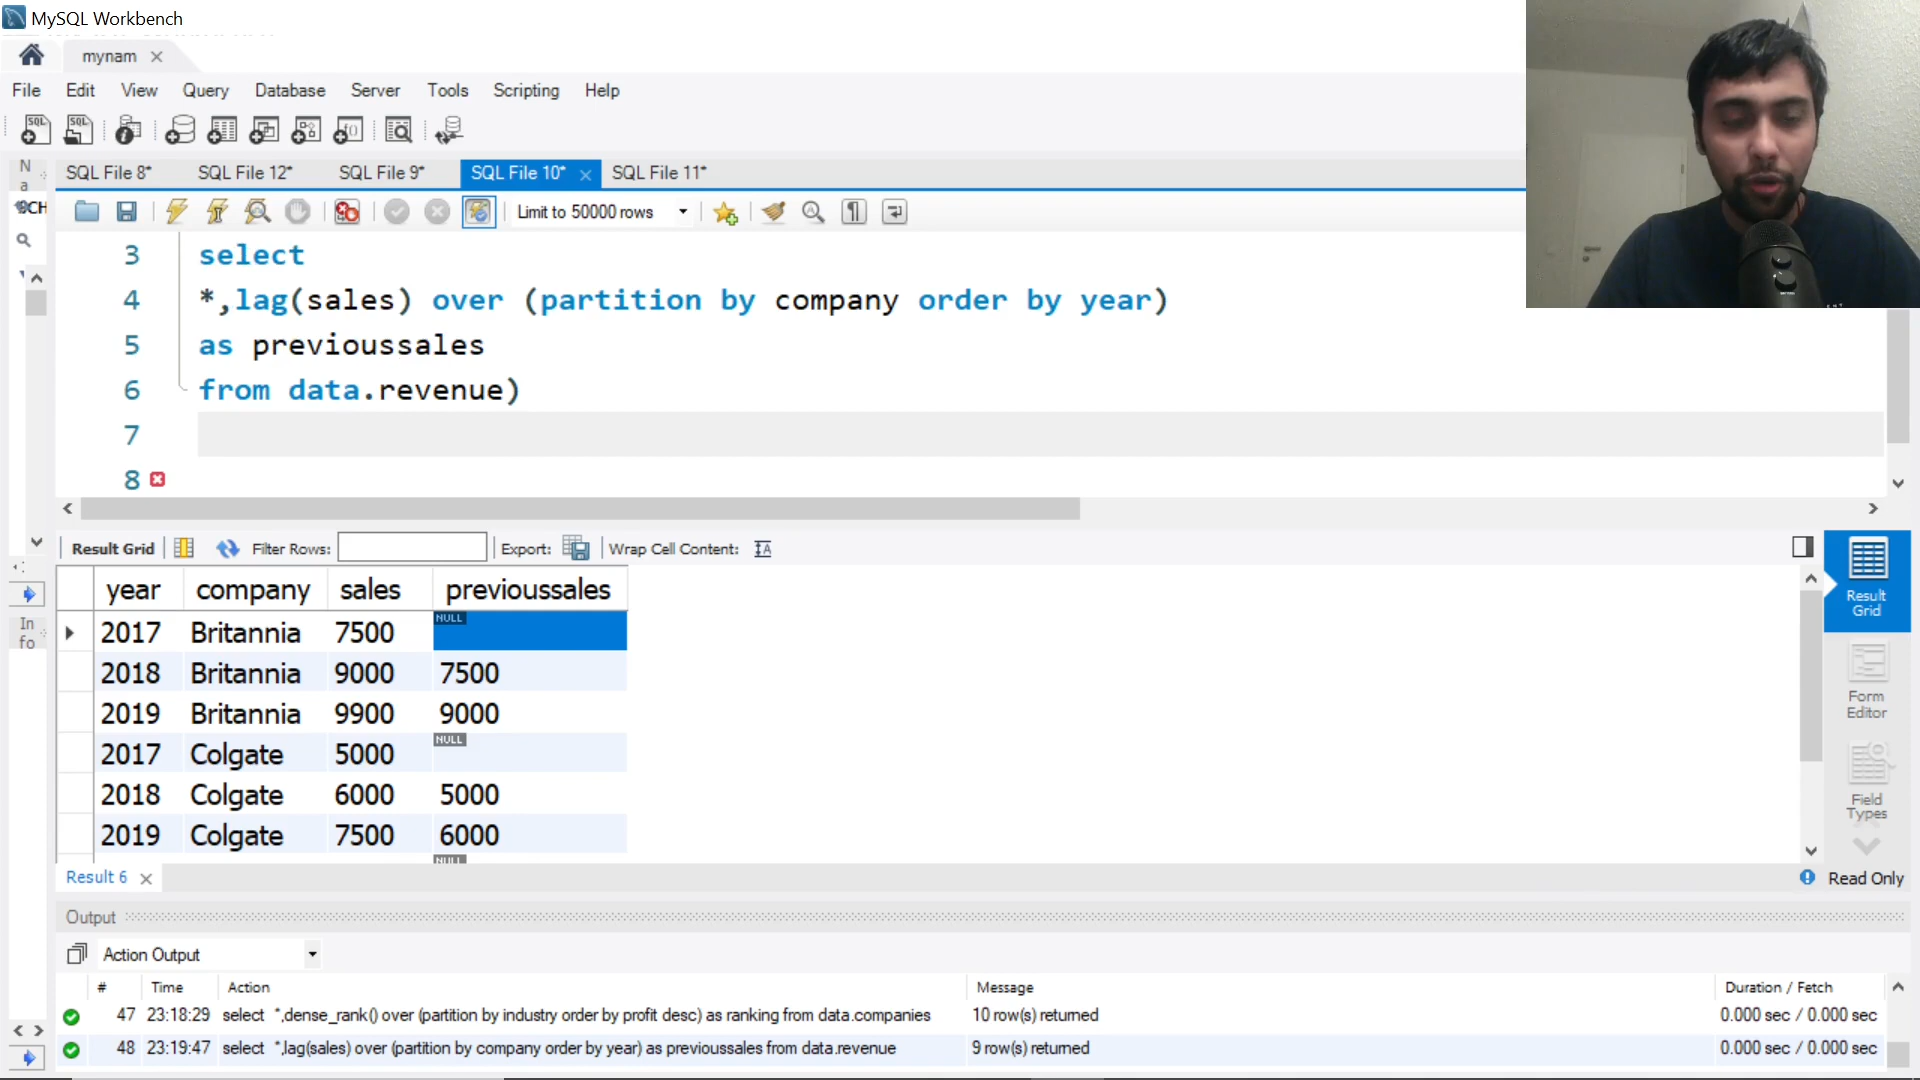 MySQL Workbench
mynam
File Edit View Query Database Server Tools Scripting Help
SQL SQL
Na
SQL File 8* SQL File 12* SQL File 9* SQL File 10* SQL File 11*
SCH
Limit to 50000 rows
3 select
4 *,lag(sales) over (partition by company order by year)
5 as previoussales
6 from data.revenue)
7
8
Result Grid Filter Rows: Export: Wrap Cell Content:
year company sales previoussales
2017 Britannia 7500 NULL
2018 Britannia 9000 7500
2019 Britannia 9900 9000
2017 Colgate 5000 NULL
2018 Colgate 6000 5000
2019 Colgate 7500 6000
NULL
Result Grid
Form Editor
Field Types
Info
Result 6 Read Only
Output
Action Output
# Time Action Message Duration / Fetch
47 23:18:29 select *,dense_rank() over (partition by industry order by profit desc) as ranking from data.companies 10 row(s) returned 0.000 sec / 0.000 sec
48 23:19:47 select *,lag(sales) over (partition by company order by year) as previoussales from data.revenue 9 row(s) returned 0.000 sec / 0.000 sec